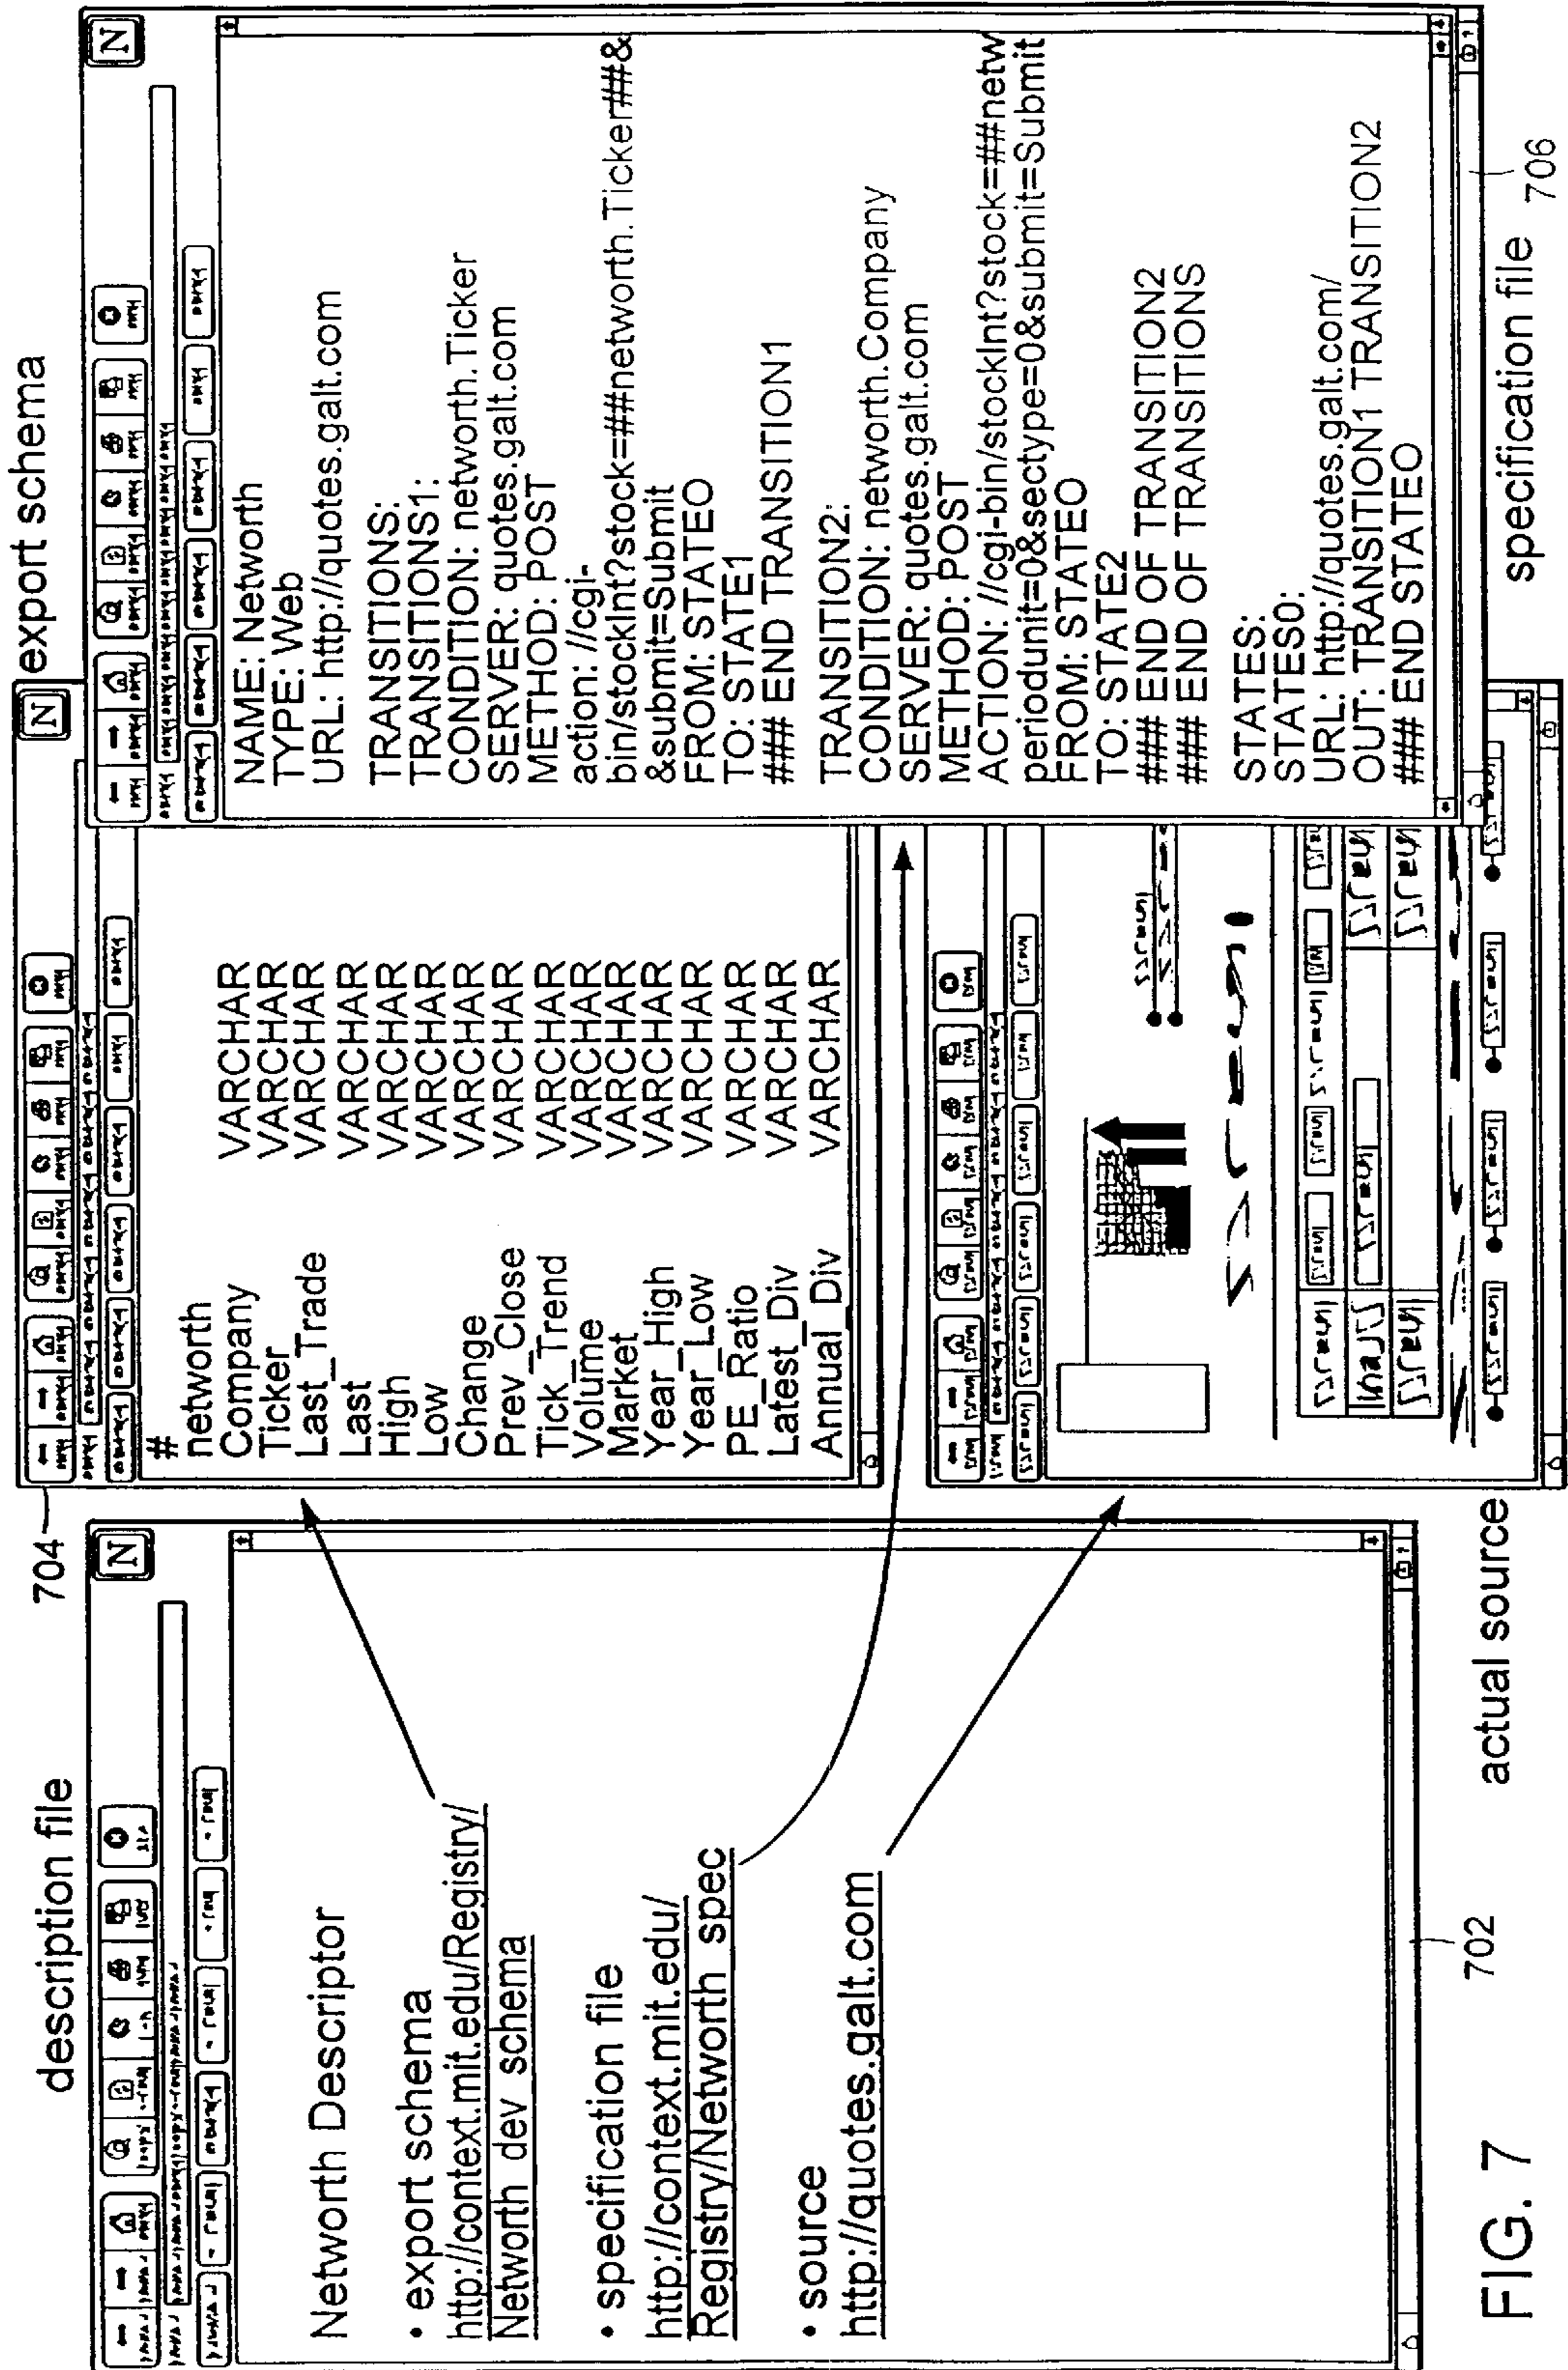 description file
N
Networth Descriptor
• export schema
http://context.mit.edu/Registry/
Networth_dev_schema
• specification file
http://context.mit.edu/
Registry/Networth_spec
• source
http://quotes.galt.com
702
704
export schema
N
#
networth
Company VARCHAR
Ticker VARCHAR
Last_Trade VARCHAR
Last VARCHAR
High VARCHAR
Low VARCHAR
Change VARCHAR
Prev_Close VARCHAR
Tick_Trend VARCHAR
Volume VARCHAR
Market VARCHAR
Year_High VARCHAR
Year_Low VARCHAR
PE_Ratio VARCHAR
Latest_Div VARCHAR
Annual_Div VARCHAR
actual source
N
NAME: Networth
TYPE: Web
URL: http://quotes.galt.com
TRANSITIONS:
TRANSITIONS1:
CONDITION: networth.Ticker
SERVER: quotes.galt.com
METHOD: POST
action: //cgi-
bin/stockInt?stock=##networth.Ticker##&
&submit=Submit
FROM: STATEO
TO: STATE1
### END TRANSITION1
TRANSITION2:
CONDITION: network.Company
SERVER: quotes.galt.com
METHOD: POST
ACTION: //cgi-bin/stockInt?stock=##netw
periodunit=0&sectype=0&submit=Submit
FROM: STATEO
TO: STATE2
### END OF TRANSITION2
### END OF TRANSITIONS
STATES:
STATES0:
URL: http://quotes.galt.com/
OUT: TRANSITION1 TRANSITION2
### END STATEO
specification file
706
FIG. 7